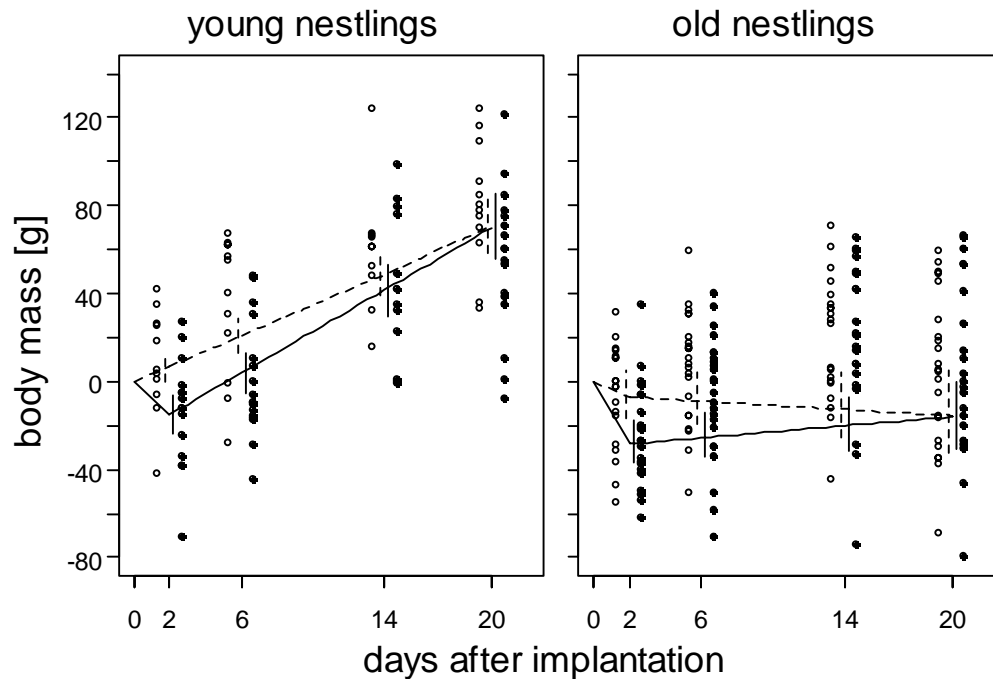 young nestlings
old nestlings
body mass [g]
120
80
40
0
-40
-80
0 2 6 14 20
0 2 6 14 20
days after implantation